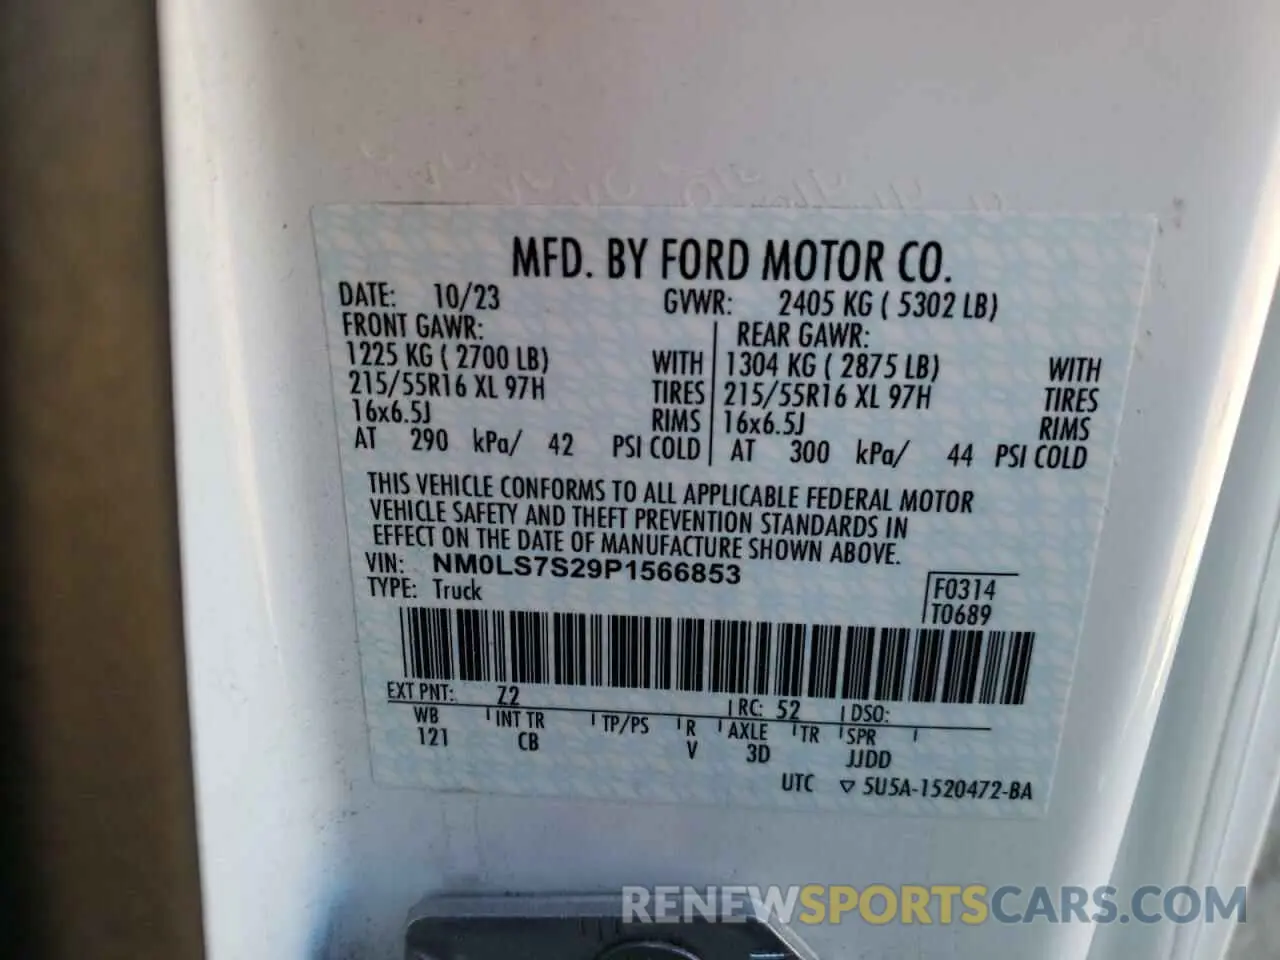 MFD. BY FORD MOTOR CO.
DATE: 10/23 GVWR: 2405 KG ( 5302 LB)
FRONT GAWR: REAR GAWR:
1225 KG ( 2700 LB) WITH 1304 KG ( 2875 LB) WITH
215/55R16 XL 97H TIRES 215/55R16 XL 97H TIRES
16x6.5J RIMS 16x6.5J RIMS
AT 290 kPa/ 42 PSI COLD AT 300 kPa/ 44 PSI COLD
THIS VEHICLE CONFORMS TO ALL APPLICABLE FEDERAL MOTOR
VEHICLE SAFETY AND THEFT PREVENTION STANDARDS IN
EFFECT ON THE DATE OF MANUFACTURE SHOWN ABOVE.
VIN: NM0LS7S29P1566853
TYPE: Truck
F0314
T0689
EXT PNT: Z2 RC: 52 DSO:
WB INT TR TP/PS R AXLE TR SPR
121 CB V 3D JJDD
UTC ▽ 5U5A-1520472-BA
RENEWSPORTSCARS.COM